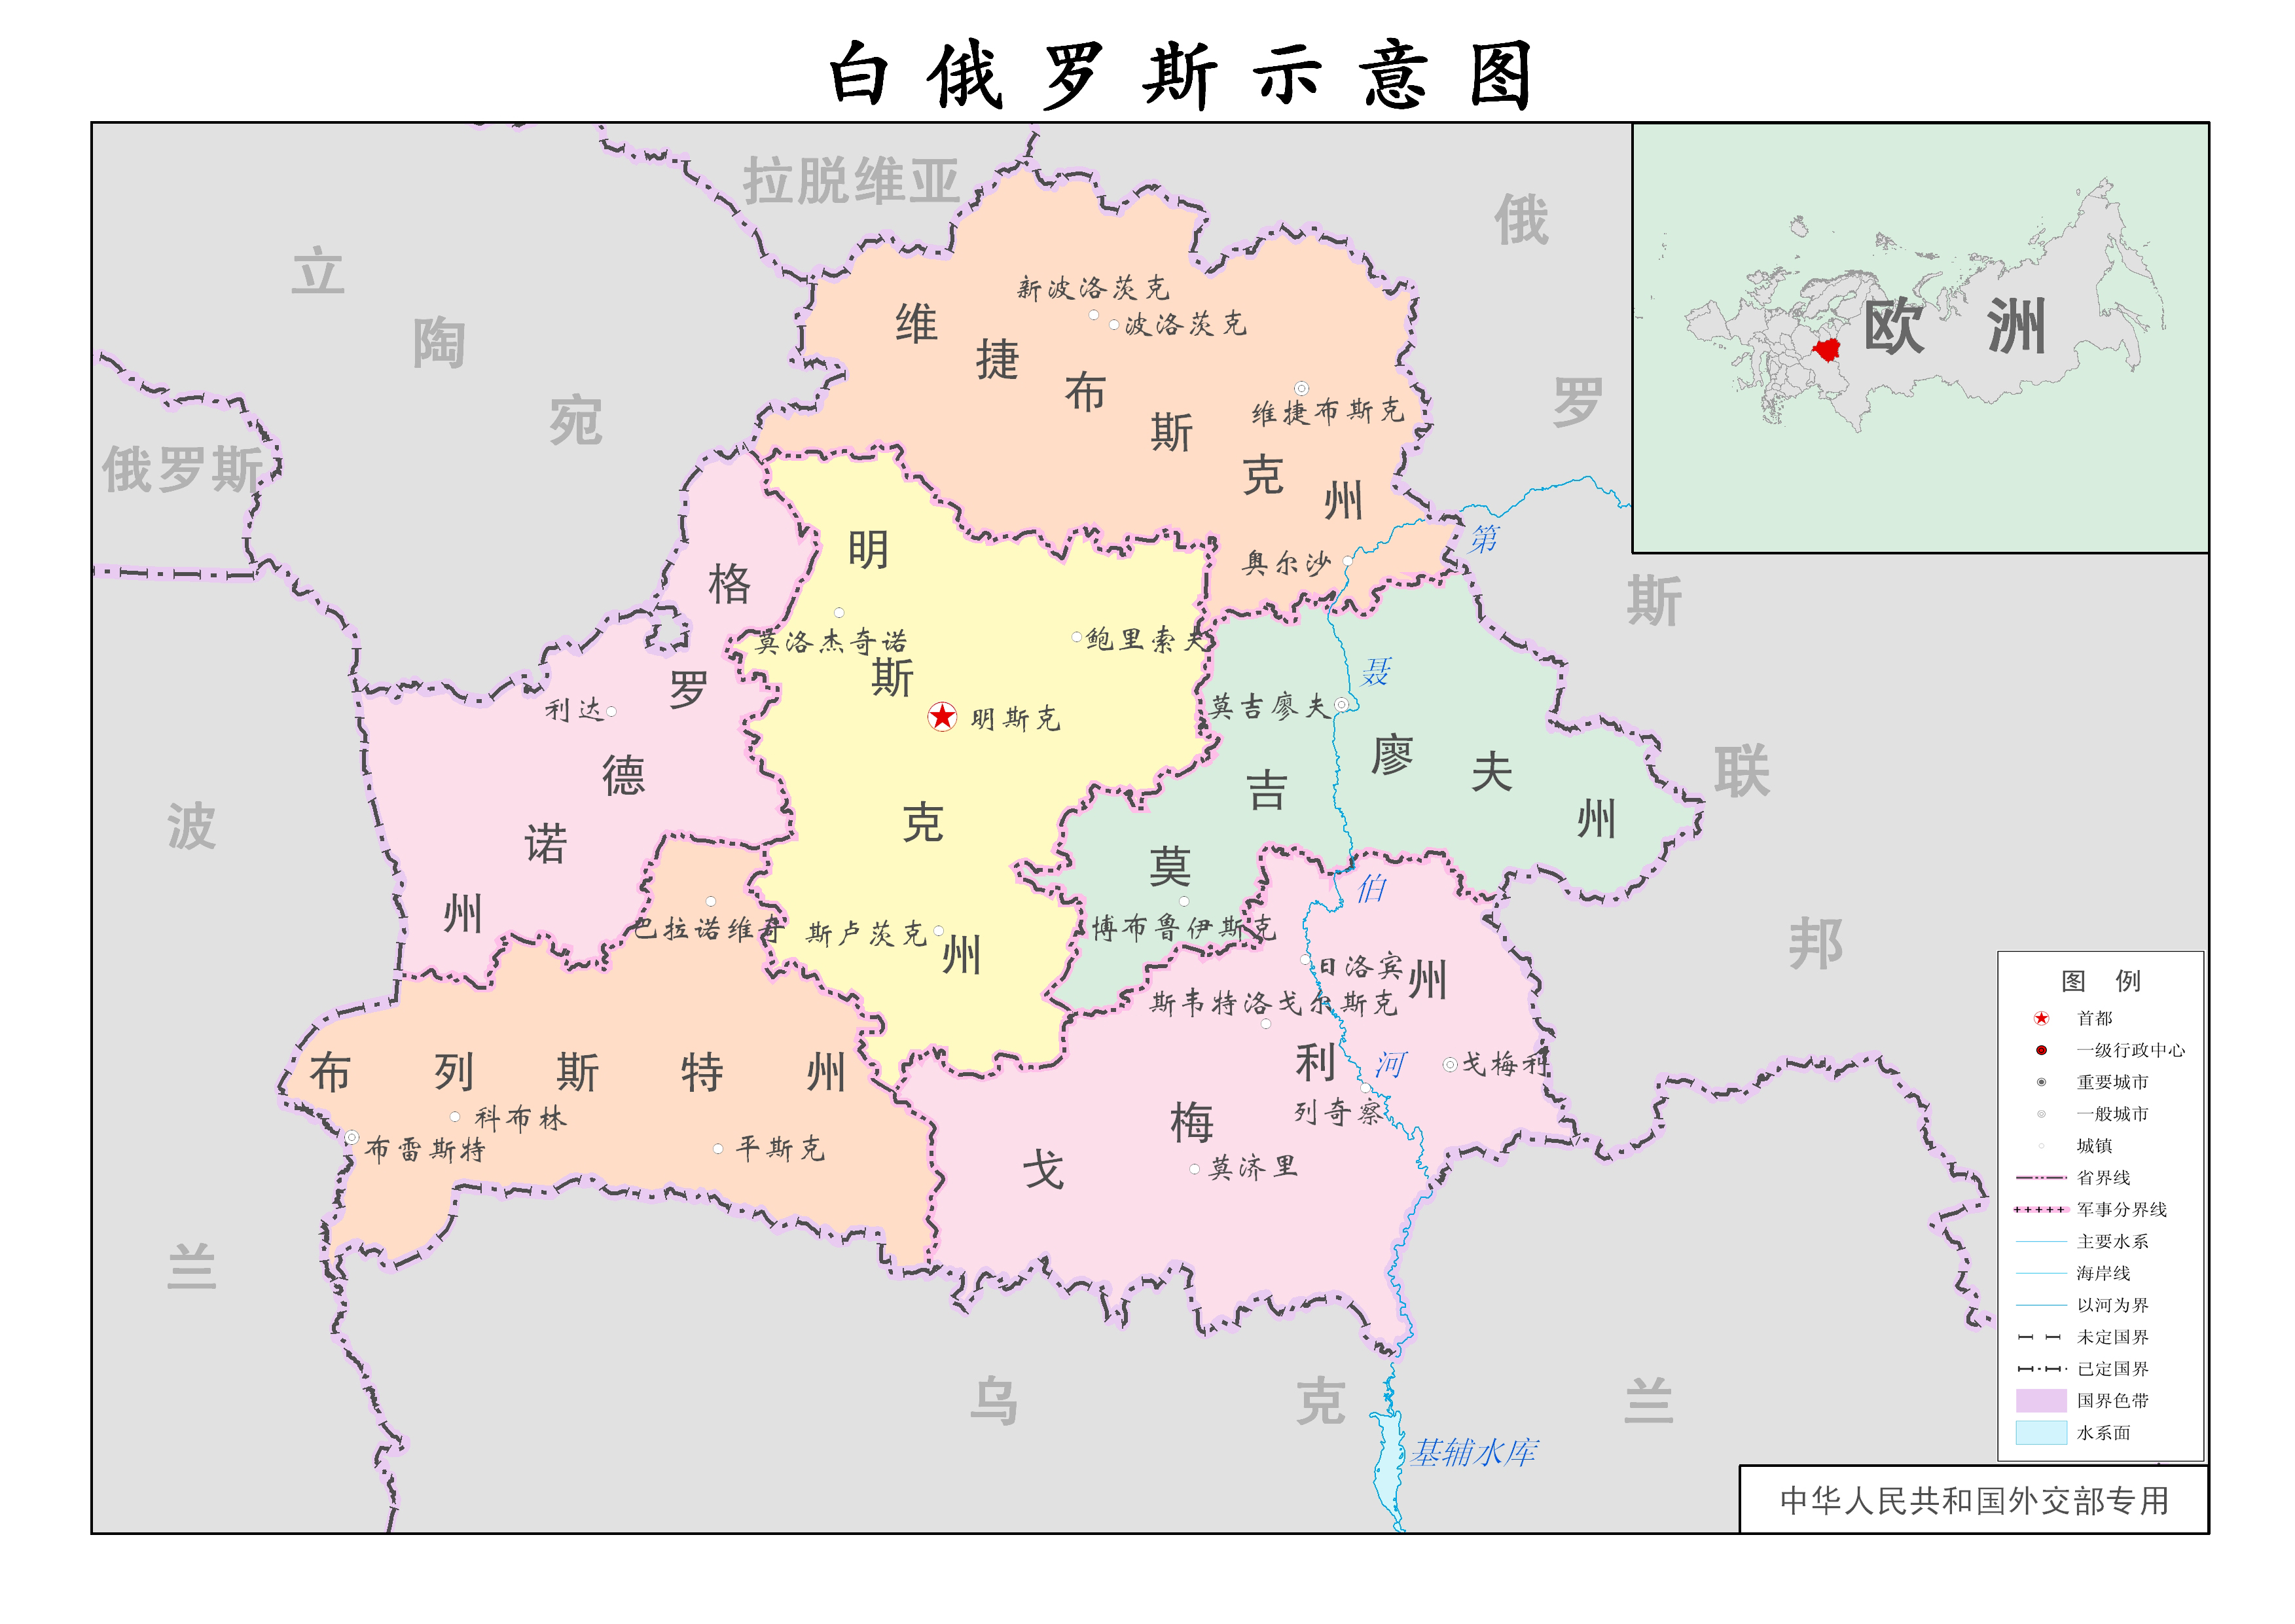 白俄罗斯示意图
拉脱维亚
俄罗斯联邦
立陶宛
俄罗斯
波兰
乌克兰
欧洲
维捷布斯克州
新波洛茨克
波洛茨克
维捷布斯克
奥尔沙
明斯克州
莫洛杰奇诺
鲍里索夫
明斯克
斯卢茨克
格罗德诺州
利达
莫吉廖夫州
莫吉廖夫
博布鲁伊斯克
布列斯特州
巴拉诺维奇
科布林
布雷斯特
平斯克
戈梅利州
日洛宾
斯韦特洛戈尔斯克
戈梅利
列奇察
莫济里
第聂伯河
基辅水库
图 例
首都
一级行政中心
重要城市
一般城市
城镇
省界线
军事分界线
主要水系
海岸线
以河为界
未定国界
已定国界
国界色带
水系面
中华人民共和国外交部专用